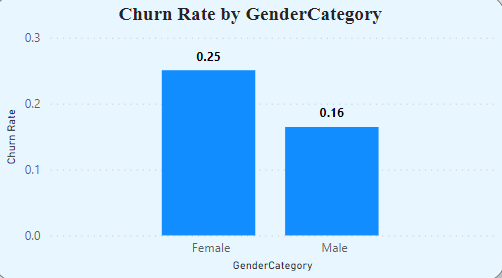 Churn Rate by GenderCategory
0.3
0.25
0.2
0.16
0.1
0.0
Churn Rate
Female Male
GenderCategory